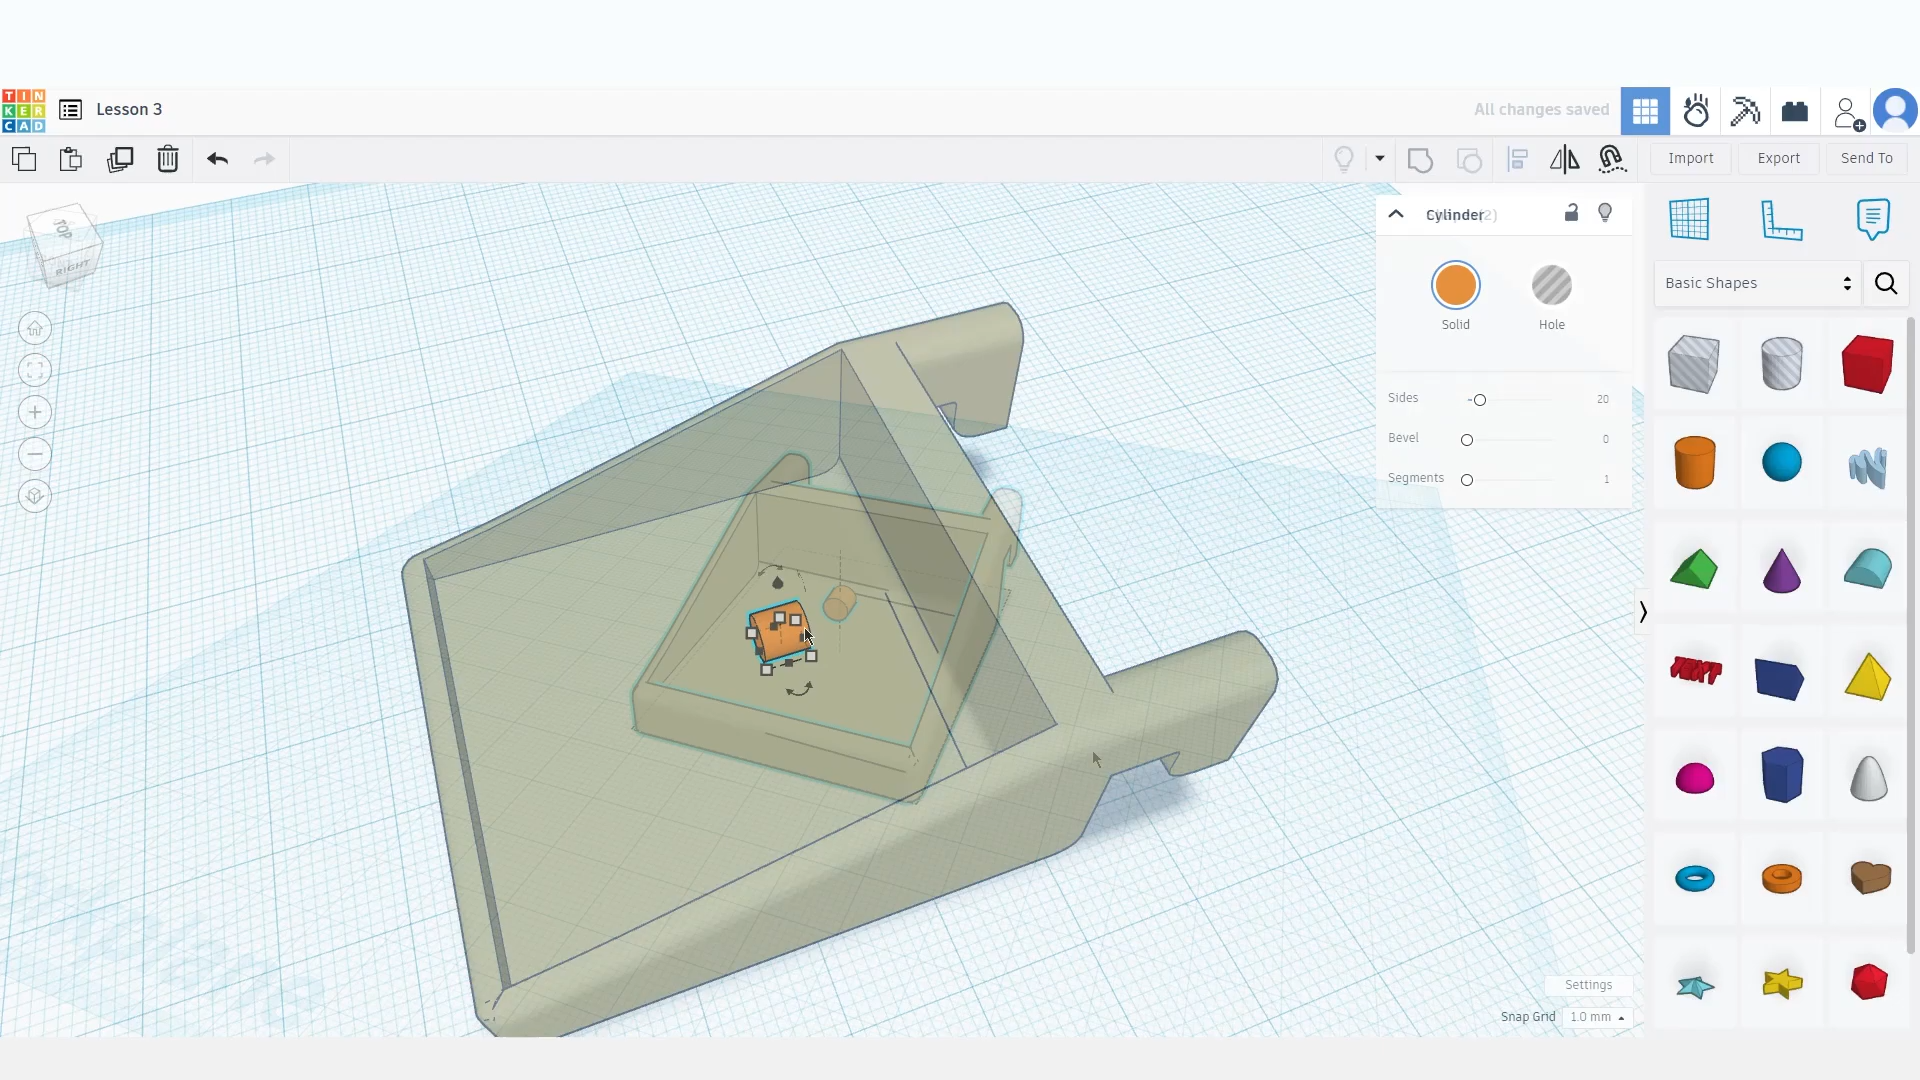 TIN
KER
CAD
Lesson 3
All changes saved
Import
Export
Send To
TOP
RIGHT
Cylinder
Solid
Hole
Sides
20
Bevel
0
Segments
1
Basic Shapes
TEXT
Settings
Snap Grid
1.0 mm